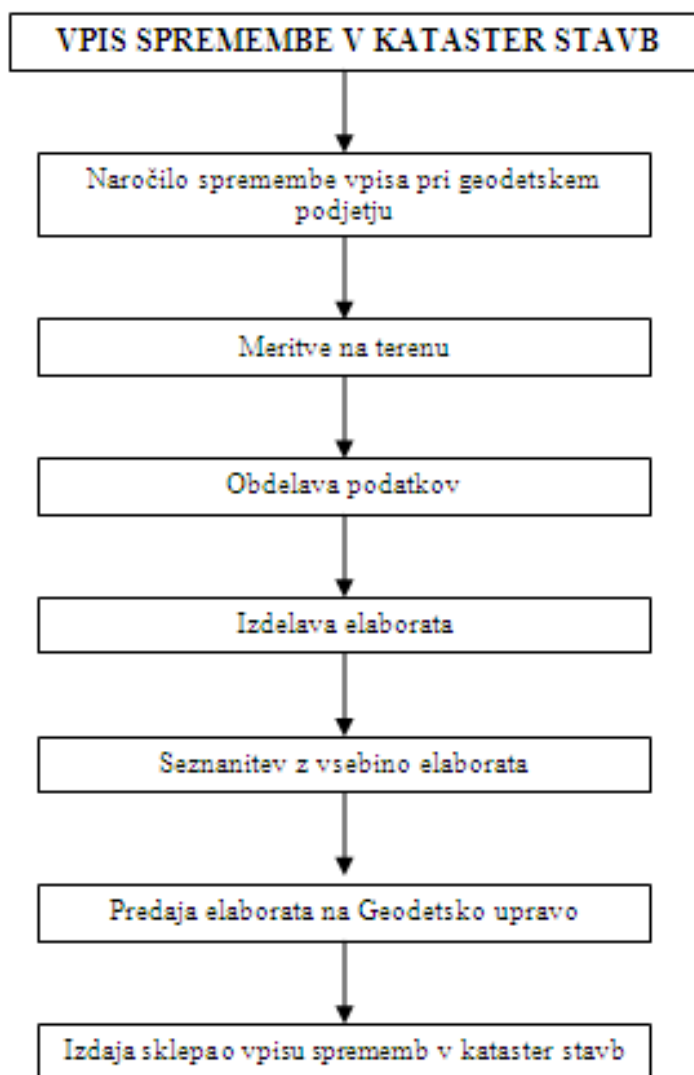 VPIS SPREMEMBE V KATASTER STAVB
Naročilo spremembe vpisa pri geodetskem
podjetju
Meritve na terenu
Obdelava podatkov
Izdelava elaborata
Seznanitev z vsebino elaborata
Predaja elaborata na Geodetsko upravo
Izdaja sklepao vpisu sprememb v kataster stavb